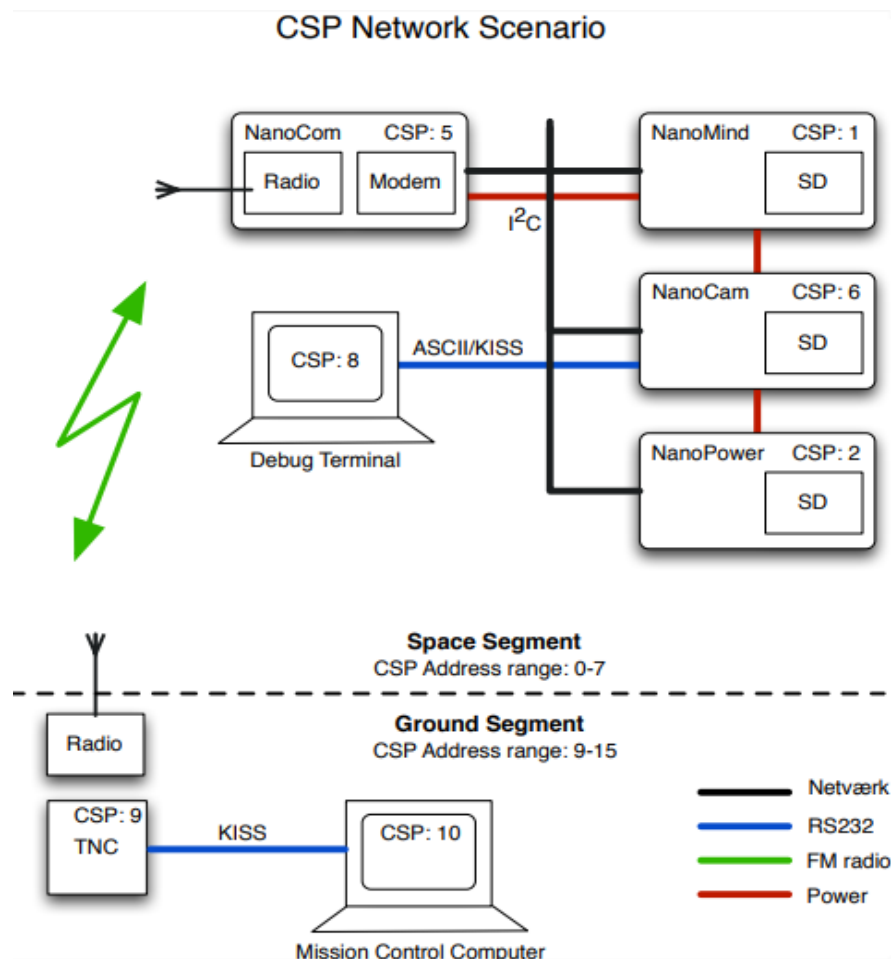 CSP Network Scenario
NanoCom CSP: 5
Radio Modem
NanoMind CSP: 1
SD
I²C
NanoCam CSP: 6
SD
CSP: 8
ASCII/KISS
Debug Terminal
NanoPower CSP: 2
SD
Space Segment
CSP Address range: 0-7
Ground Segment
CSP Address range: 9-15
Radio
CSP: 9
TNC
KISS
CSP: 10
Mission Control Computer
Netværk
RS232
FM radio
Power